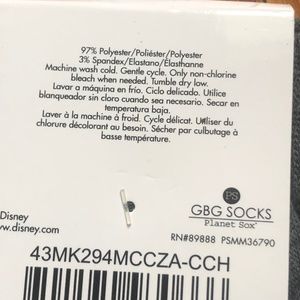 97% Polyester/Poliéster/Polyester
3% Spandex/Elastano/Élasthanne
Machine wash cold. Gentle cycle. Only non-chlorine
bleach when needed. Tumble dry low.
Lavar a máquina en frío. Ciclo delicado. Utilice
blanqueador sin cloro cuando sea necesario. Secar en
temperatura baja.
Laver à la machine à froid. Cycle délicat. Utiliser du
chlorure décolorant au besoin. Sécher par culbutage à
basse température.
PS
GBG SOCKS
Planet Sox
RN#89888 PSMM36790
Disney
w.disney.com
43MK294MCCZA-CCH